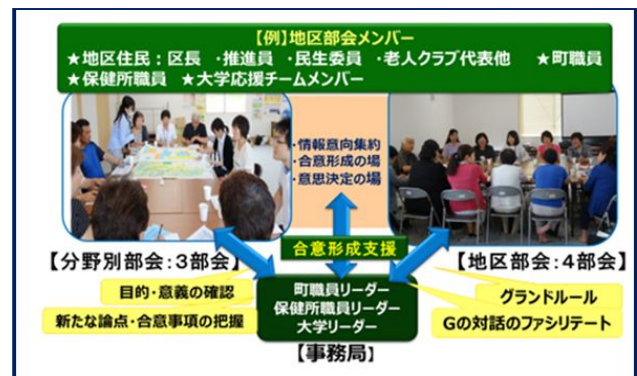 【例】地区部会メンバー
★地区住民：区長 ・推進員 ・民生委員 ・老人クラブ代表他 ★町職員
★保健所職員 ★大学応援チームメンバー
・情報意向集約
・合意形成の場
・意思決定の場
合意形成支援
【分野別部会：3部会】
【地区部会：4部会】
目的・意義の確認
新たな論点・合意事項の把握
町職員リーダー
保健所職員リーダー
大学リーダー
【事務局】
グランドルール
Gの対話のファシリテート